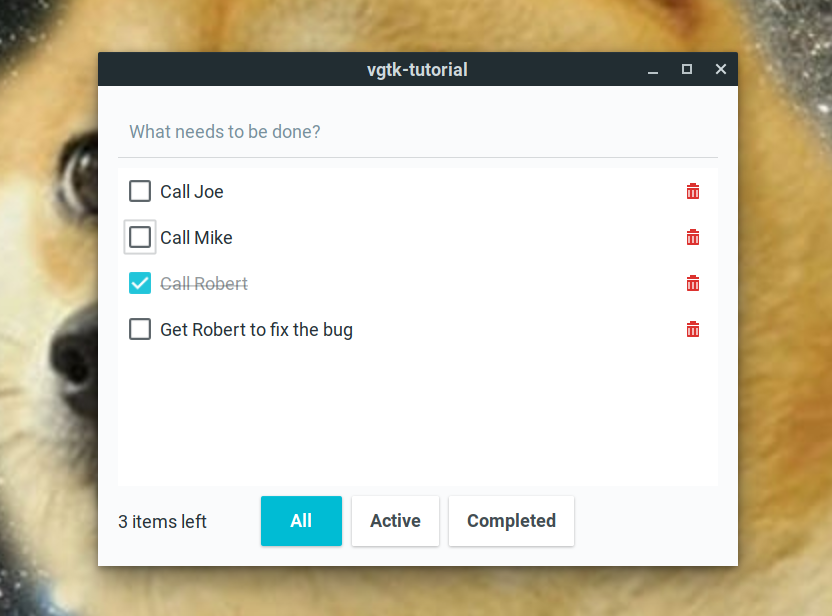 vgtk-tutorial
What needs to be done?
Call Joe
Call Mike
Call Robert
Get Robert to fix the bug
3 items left All Active Completed